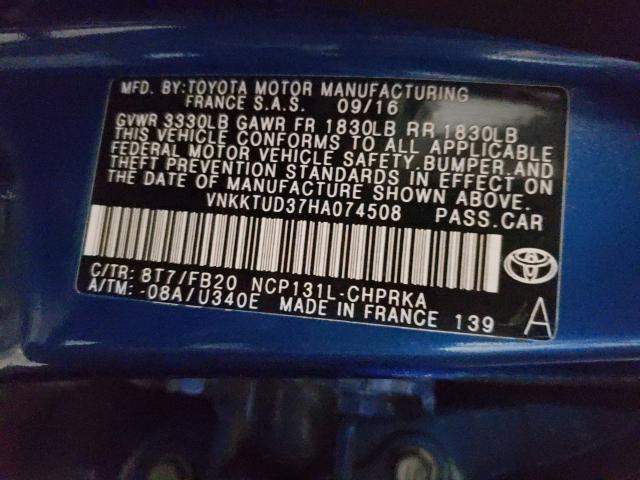 MFD. BY:TOYOTA MOTOR MANUFACTURING
FRANCE S.A.S. 09/16
GVWR 3330LB GAWR FR 1830LB RR 1830LB
THIS VEHICLE CONFORMS TO ALL APPLICABLE
FEDERAL MOTOR VEHICLE SAFETY, BUMPER, AND
THEFT PREVENTION STANDARDS IN EFFECT ON
THE DATE OF MANUFACTURE SHOWN ABOVE.
VNKKTUD37HA074508 PASS.CAR
C/TR: 8T7/FB20 NCP131L-CHPRKA
A/TM: -08A/U340E MADE IN FRANCE 139 A